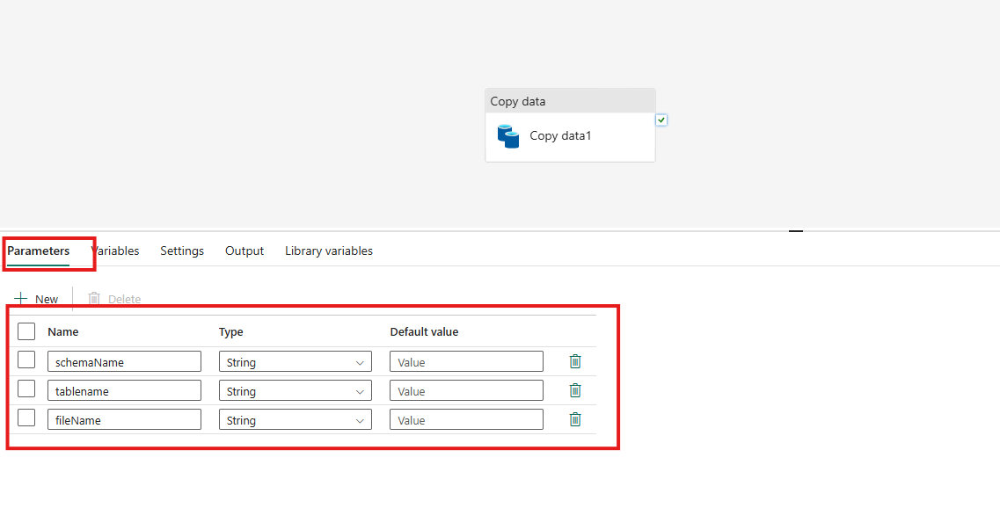 Copy data
Copy data1
Parameters Variables Settings Output Library variables
New Delete
Name Type Default value
schemaName String Value
tablename String Value
fileName String Value